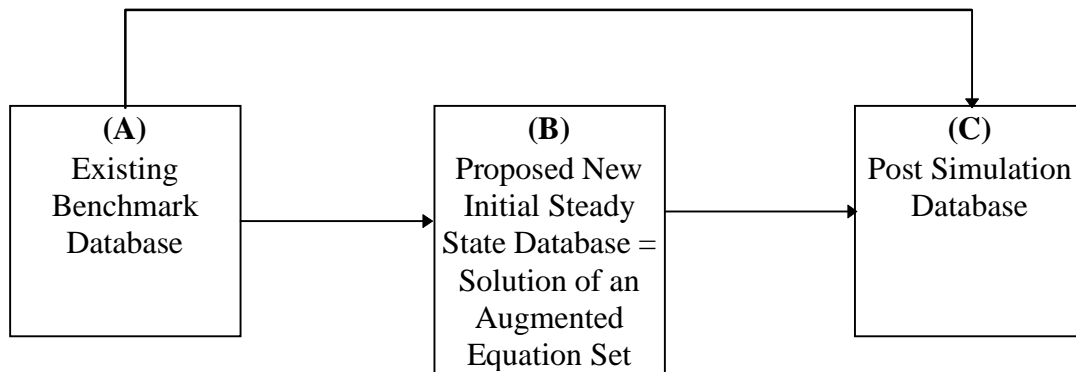 (A)
Existing
Benchmark
Database
(B)
Proposed New
Initial Steady
State Database =
Solution of an
Augmented
Equation Set
(C)
Post Simulation
Database